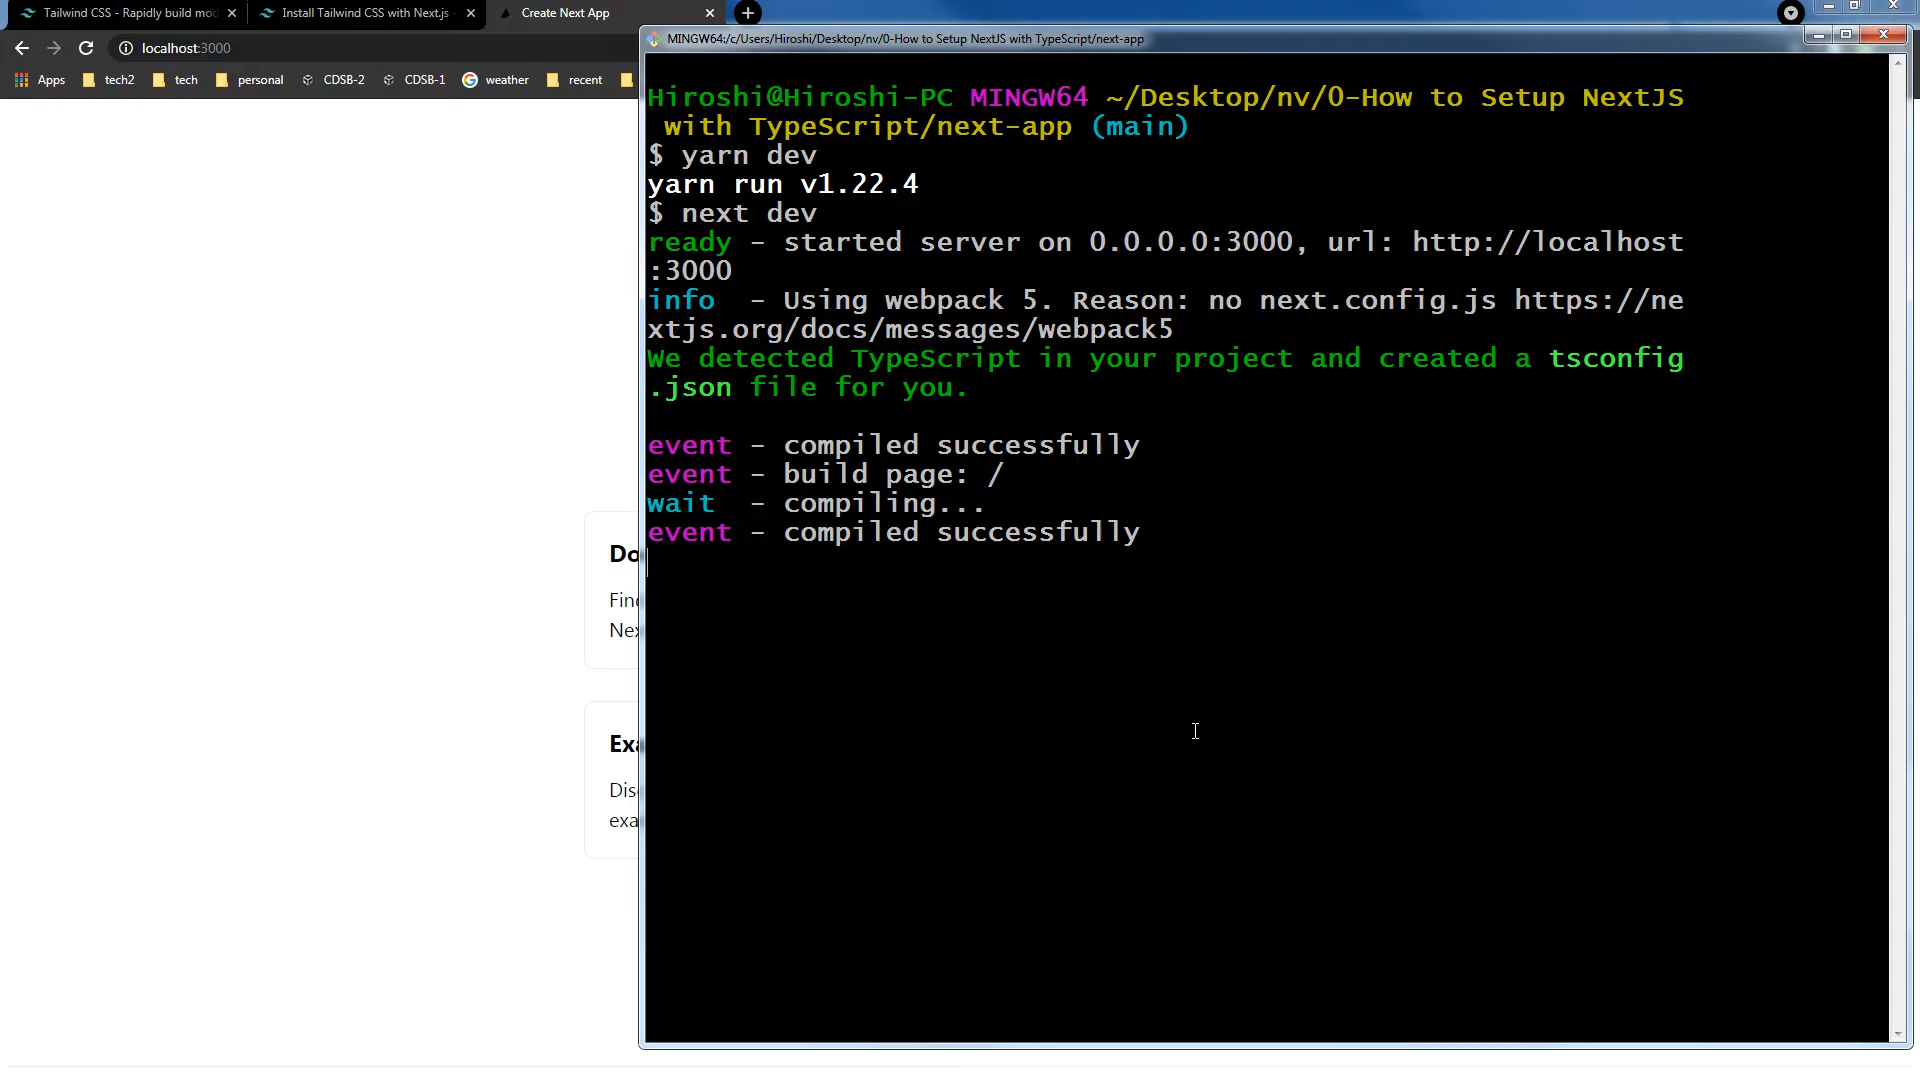 Tailwind CSS - Rapidly build mod
Install Tailwind CSS with Next.js -
Create Next App
localhost:3000
Apps tech2 tech personal CDSB-2 CDSB-1 weather recent
MINGW64:/c/Users/Hiroshi/Desktop/nv/0-How to Setup NextJS with TypeScript/next-app
Hiroshi@Hiroshi-PC MINGW64 ~/Desktop/nv/0-How to Setup NextJS
with TypeScript/next-app (main)
$ yarn dev
yarn run v1.22.4
$ next dev
ready - started server on 0.0.0.0:3000, url: http://localhost
:3000
info - Using webpack 5. Reason: no next.config.js https://ne
xtjs.org/docs/messages/webpack5
We detected TypeScript in your project and created a tsconfig
.json file for you.
event - compiled successfully
event - build page: /
wait - compiling...
event - compiled successfully
Do
Find
Nex
Exa
Dis
exa